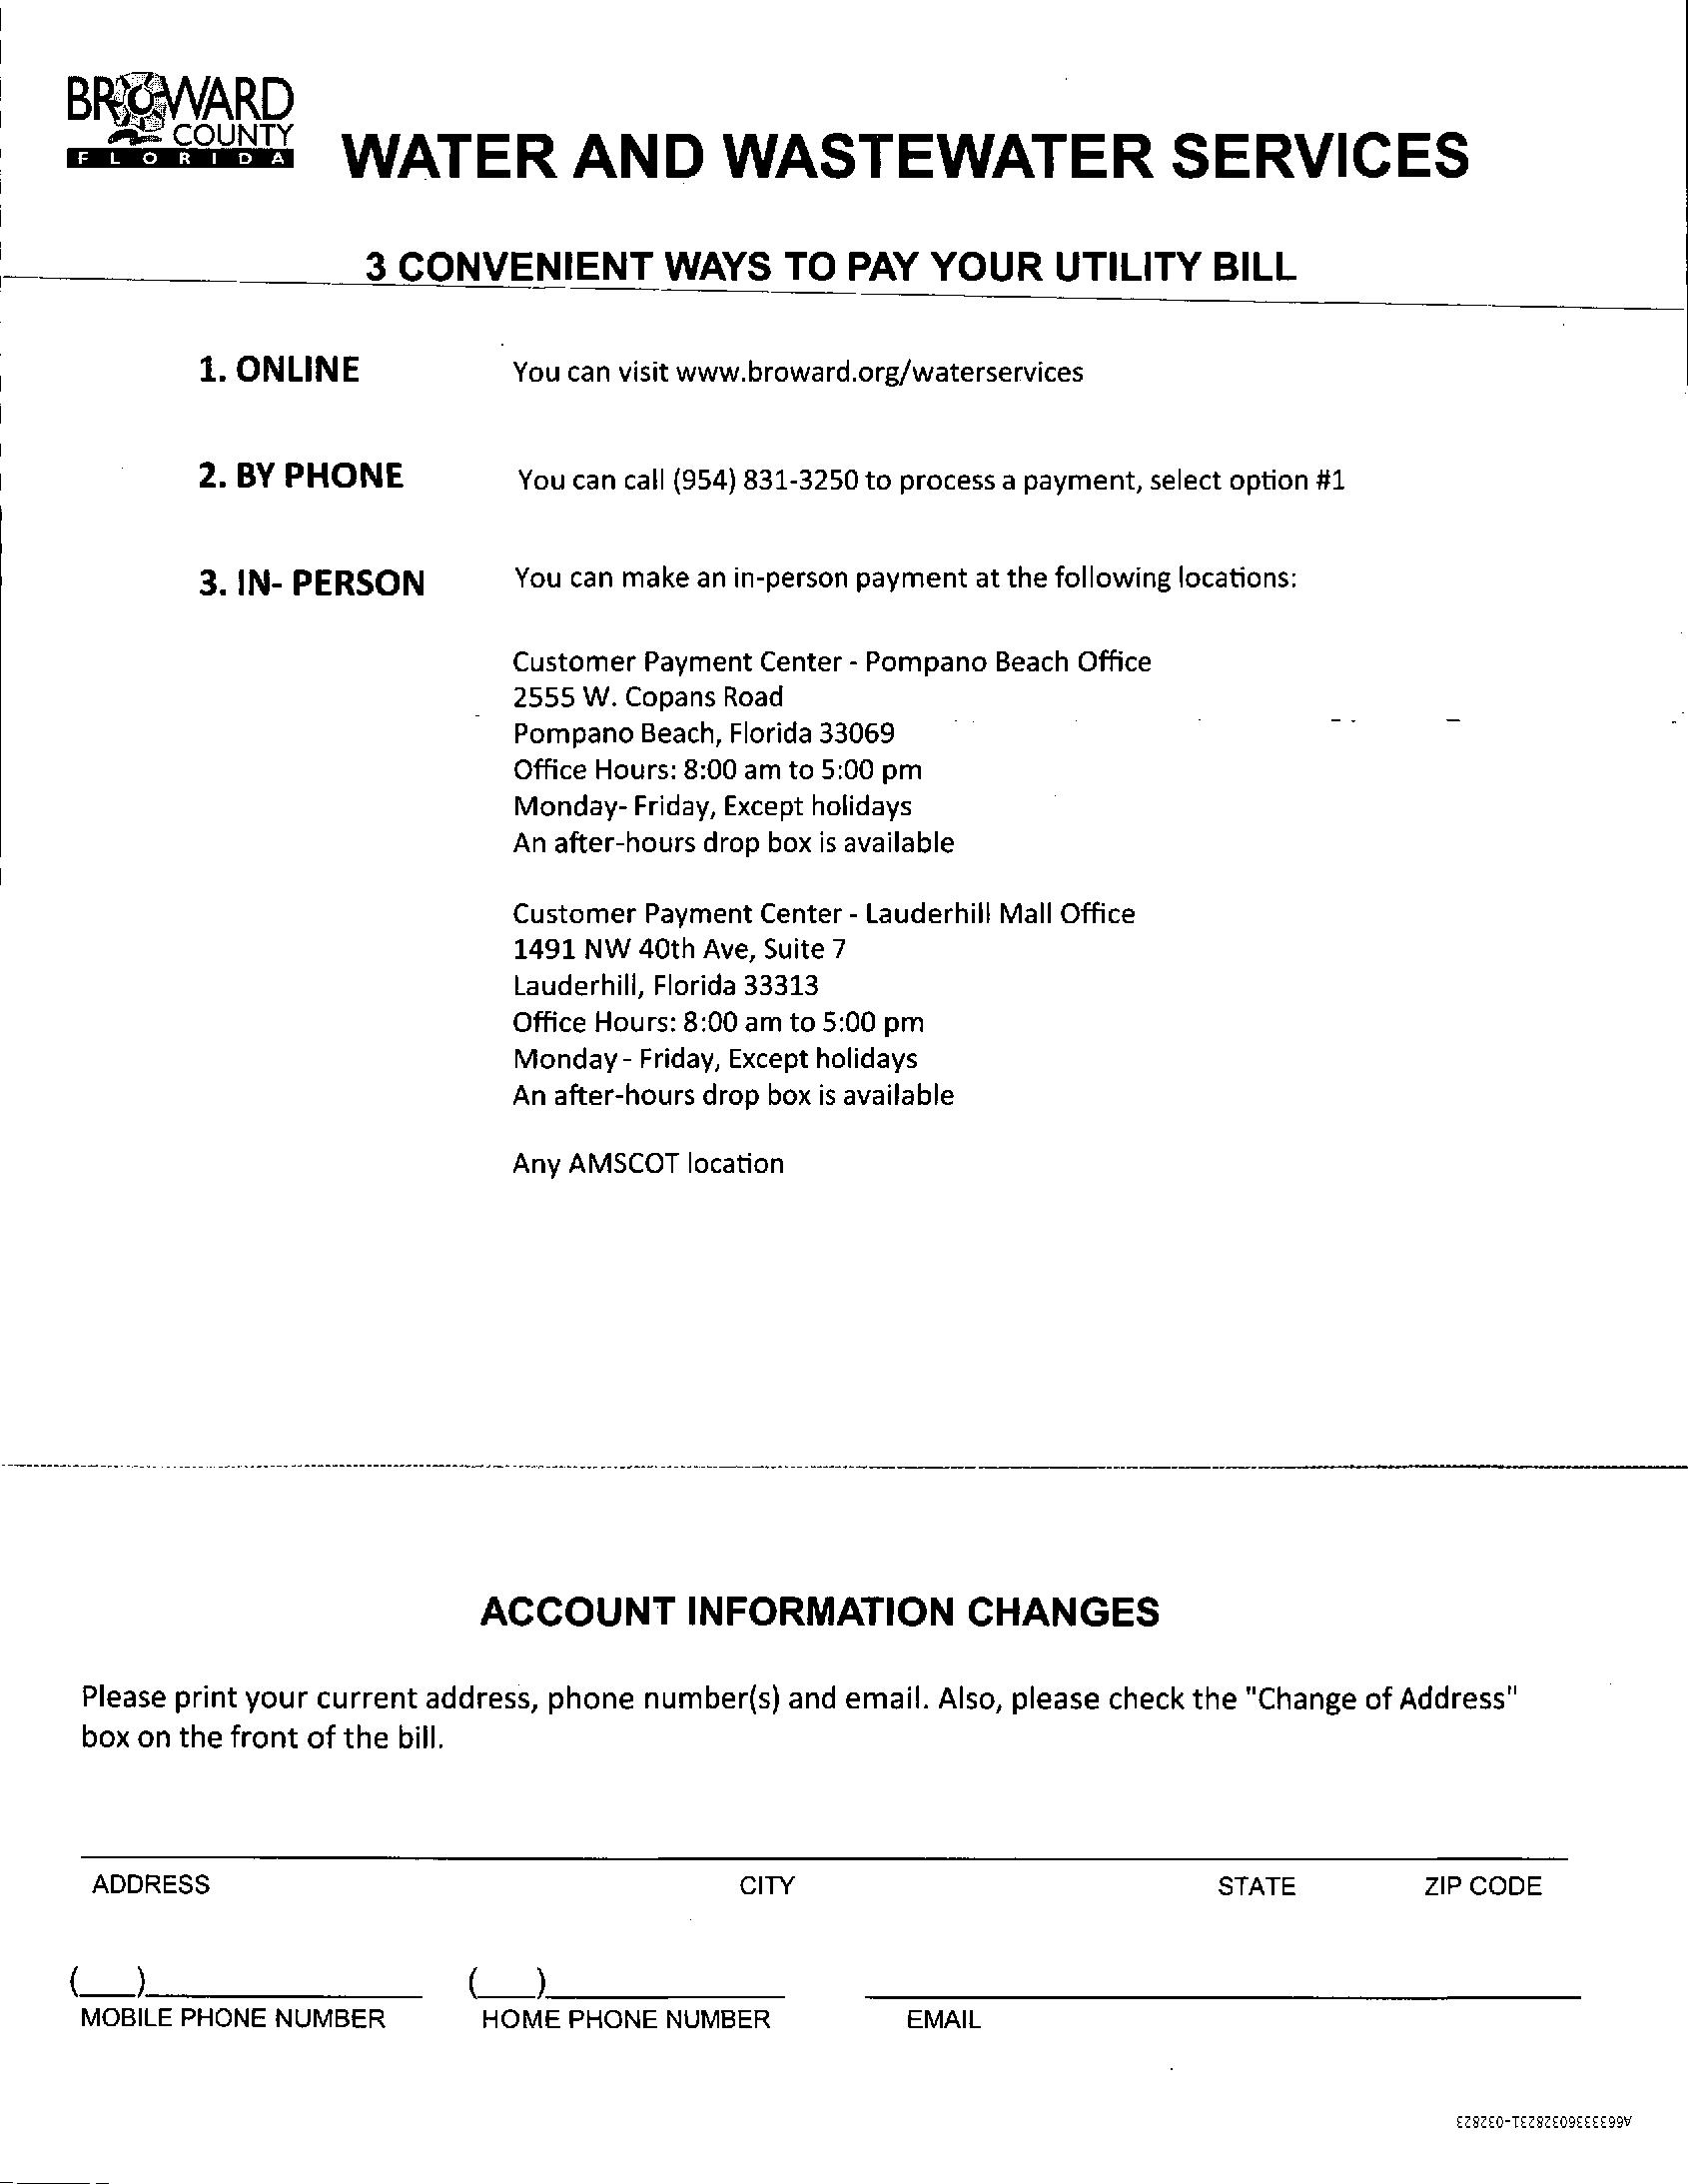 BROWARD
COUNTY
FLORIDA
WATER AND WASTEWATER SERVICES
3 CONVENIENT WAYS TO PAY YOUR UTILITY BILL
1. ONLINE You can visit www.broward.org/waterservices
2. BY PHONE You can call (954) 831-3250 to process a payment, select option #1
3. IN- PERSON You can make an in-person payment at the following locations:
Customer Payment Center - Pompano Beach Office
2555 W. Copans Road
Pompano Beach, Florida 33069
Office Hours: 8:00 am to 5:00 pm
Monday- Friday, Except holidays
An after-hours drop box is available
Customer Payment Center - Lauderhill Mall Office
1491 NW 40th Ave, Suite 7
Lauderhill, Florida 33313
Office Hours: 8:00 am to 5:00 pm
Monday - Friday, Except holidays
An after-hours drop box is available
Any AMSCOT location
ACCOUNT INFORMATION CHANGES
Please print your current address, phone number(s) and email. Also, please check the "Change of Address"
box on the front of the bill.
ADDRESS CITY STATE ZIP CODE
(___)____________ (___)____________ ____________
MOBILE PHONE NUMBER HOME PHONE NUMBER EMAIL